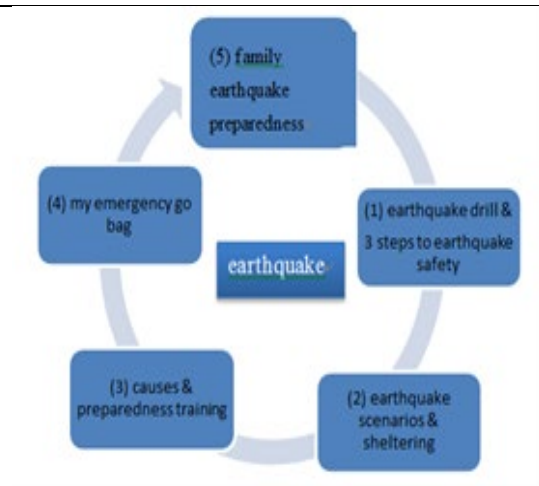 (5) family
earthquake
preparedness
(4) my emergency go
bag
(1) earthquake drill &
3 steps to earthquake
safety
earthquake
(3) causes &
preparedness training
(2) earthquake
scenarios &
sheltering